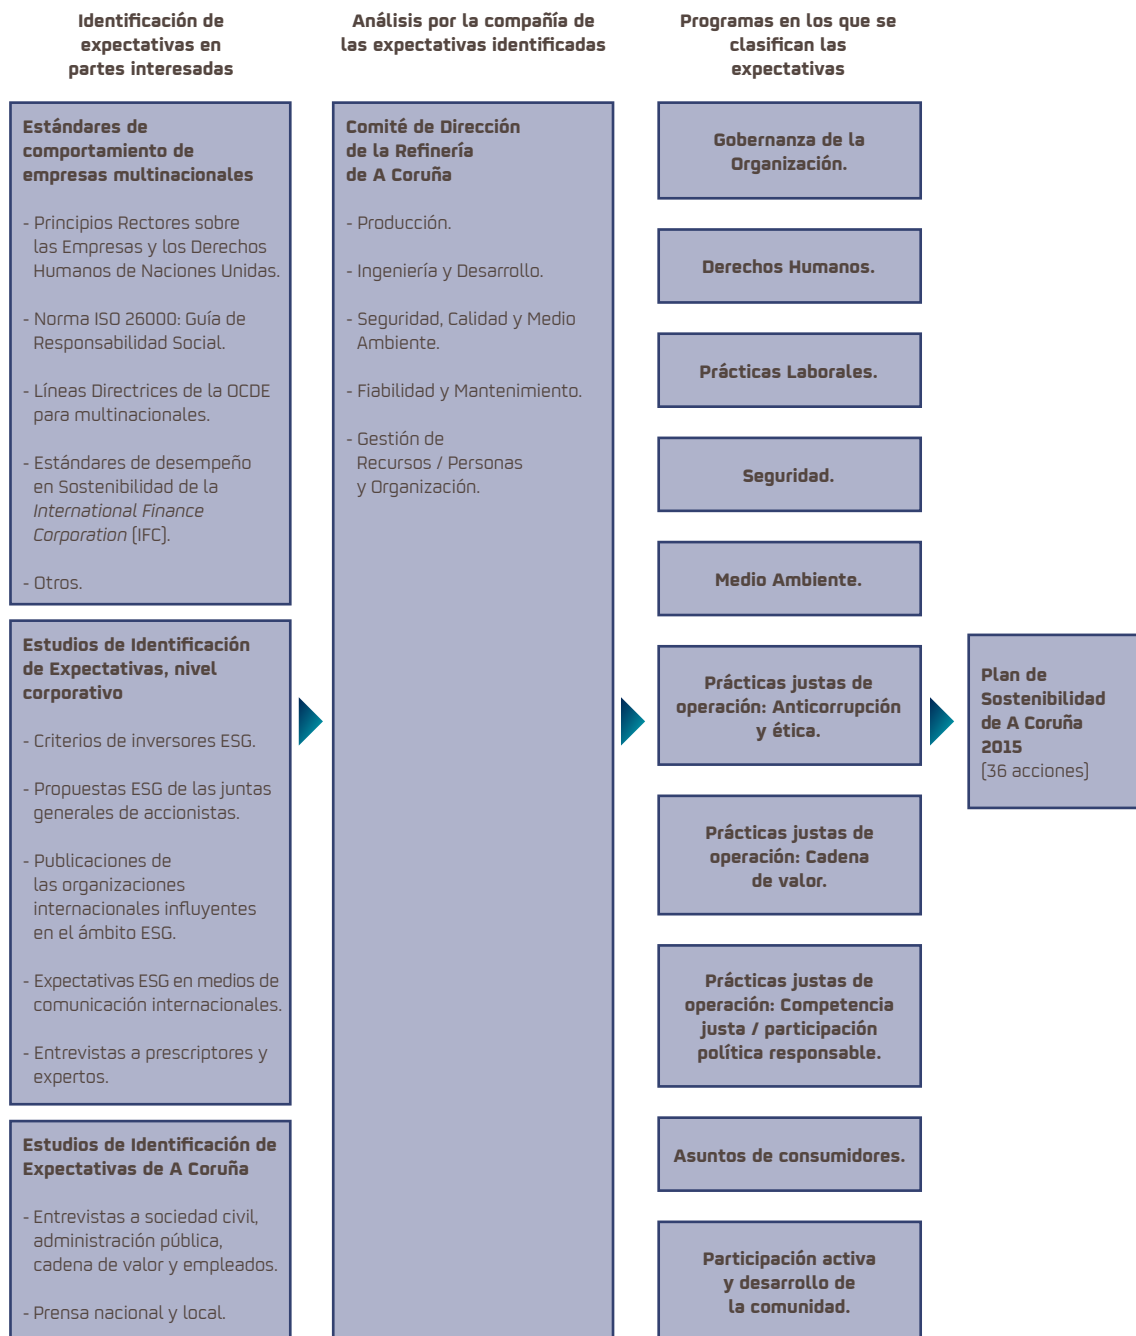 Identificación de
expectativas en
partes interesadas
Análisis por la compañía de
las expectativas identificadas
Programas en los que se
clasifican las
expectativas
Estándares de
comportamiento de
empresas multinacionales
- Principios Rectores sobre
las Empresas y los Derechos
Humanos de Naciones Unidas.
- Norma ISO 26000: Guía de
Responsabilidad Social.
- Líneas Directrices de la OCDE
para multinacionales.
- Estándares de desempeño
en Sostenibilidad de la
International Finance
Corporation (IFC).
- Otros.
Estudios de Identificación
de Expectativas, nivel
corporativo
- Criterios de inversores ESG.
- Propuestas ESG de las juntas
generales de accionistas.
- Publicaciones de
las organizaciones
internacionales influyentes
en el ámbito ESG.
- Expectativas ESG en medios de
comunicación internacionales.
- Entrevistas a prescriptores y
expertos.
Estudios de Identificación de
Expectativas de A Coruña
- Entrevistas a sociedad civil,
administración pública,
cadena de valor y empleados.
- Prensa nacional y local.
Comité de Dirección
de la Refinería
de A Coruña
- Producción.
- Ingeniería y Desarrollo.
- Seguridad, Calidad y Medio
Ambiente.
- Fiabilidad y Mantenimiento.
- Gestión de
Recursos / Personas
y Organización.
Gobernanza de la
Organización.
Derechos Humanos.
Prácticas Laborales.
Seguridad.
Medio Ambiente.
Prácticas justas de
operación: Anticorrupción
y ética.
Prácticas justas de
operación: Cadena
de valor.
Prácticas justas de
operación: Competencia
justa / participación
política responsable.
Asuntos de consumidores.
Participación activa
y desarrollo de
la comunidad.
Plan de
Sostenibilidad
de A Coruña
2015
(36 acciones)